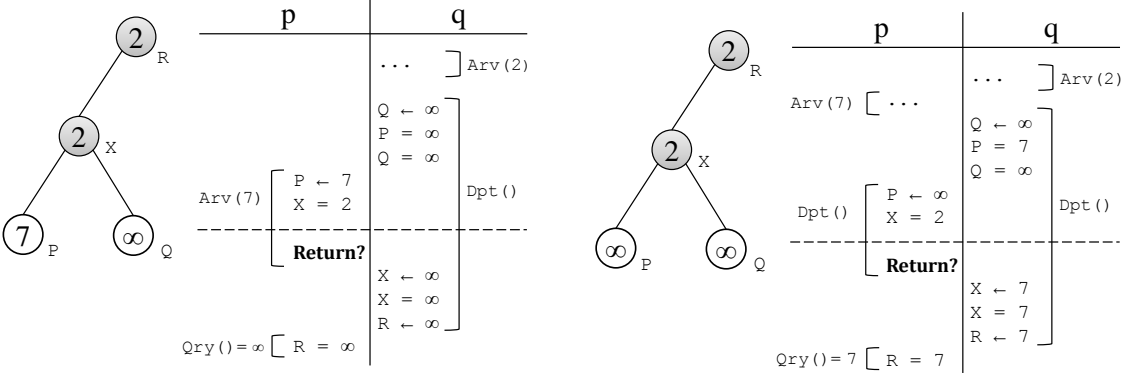 2 R
2 X
7 P
∞ Q
p q
... Arv(2)
Q ← ∞
P = ∞
Q = ∞
Dpt()
Arv(7)
P ← 7
X = 2
Return?
X ← ∞
X = ∞
R ← ∞
Qry()=∞ R = ∞
2 R
2 X
∞ P
∞ Q
p q
... Arv(2)
Arv(7) ...
Q ← ∞
P = 7
Q = ∞
Dpt()
Dpt()
P ← ∞
X = 2
Return?
X ← 7
X = 7
R ← 7
Qry()=7 R = 7